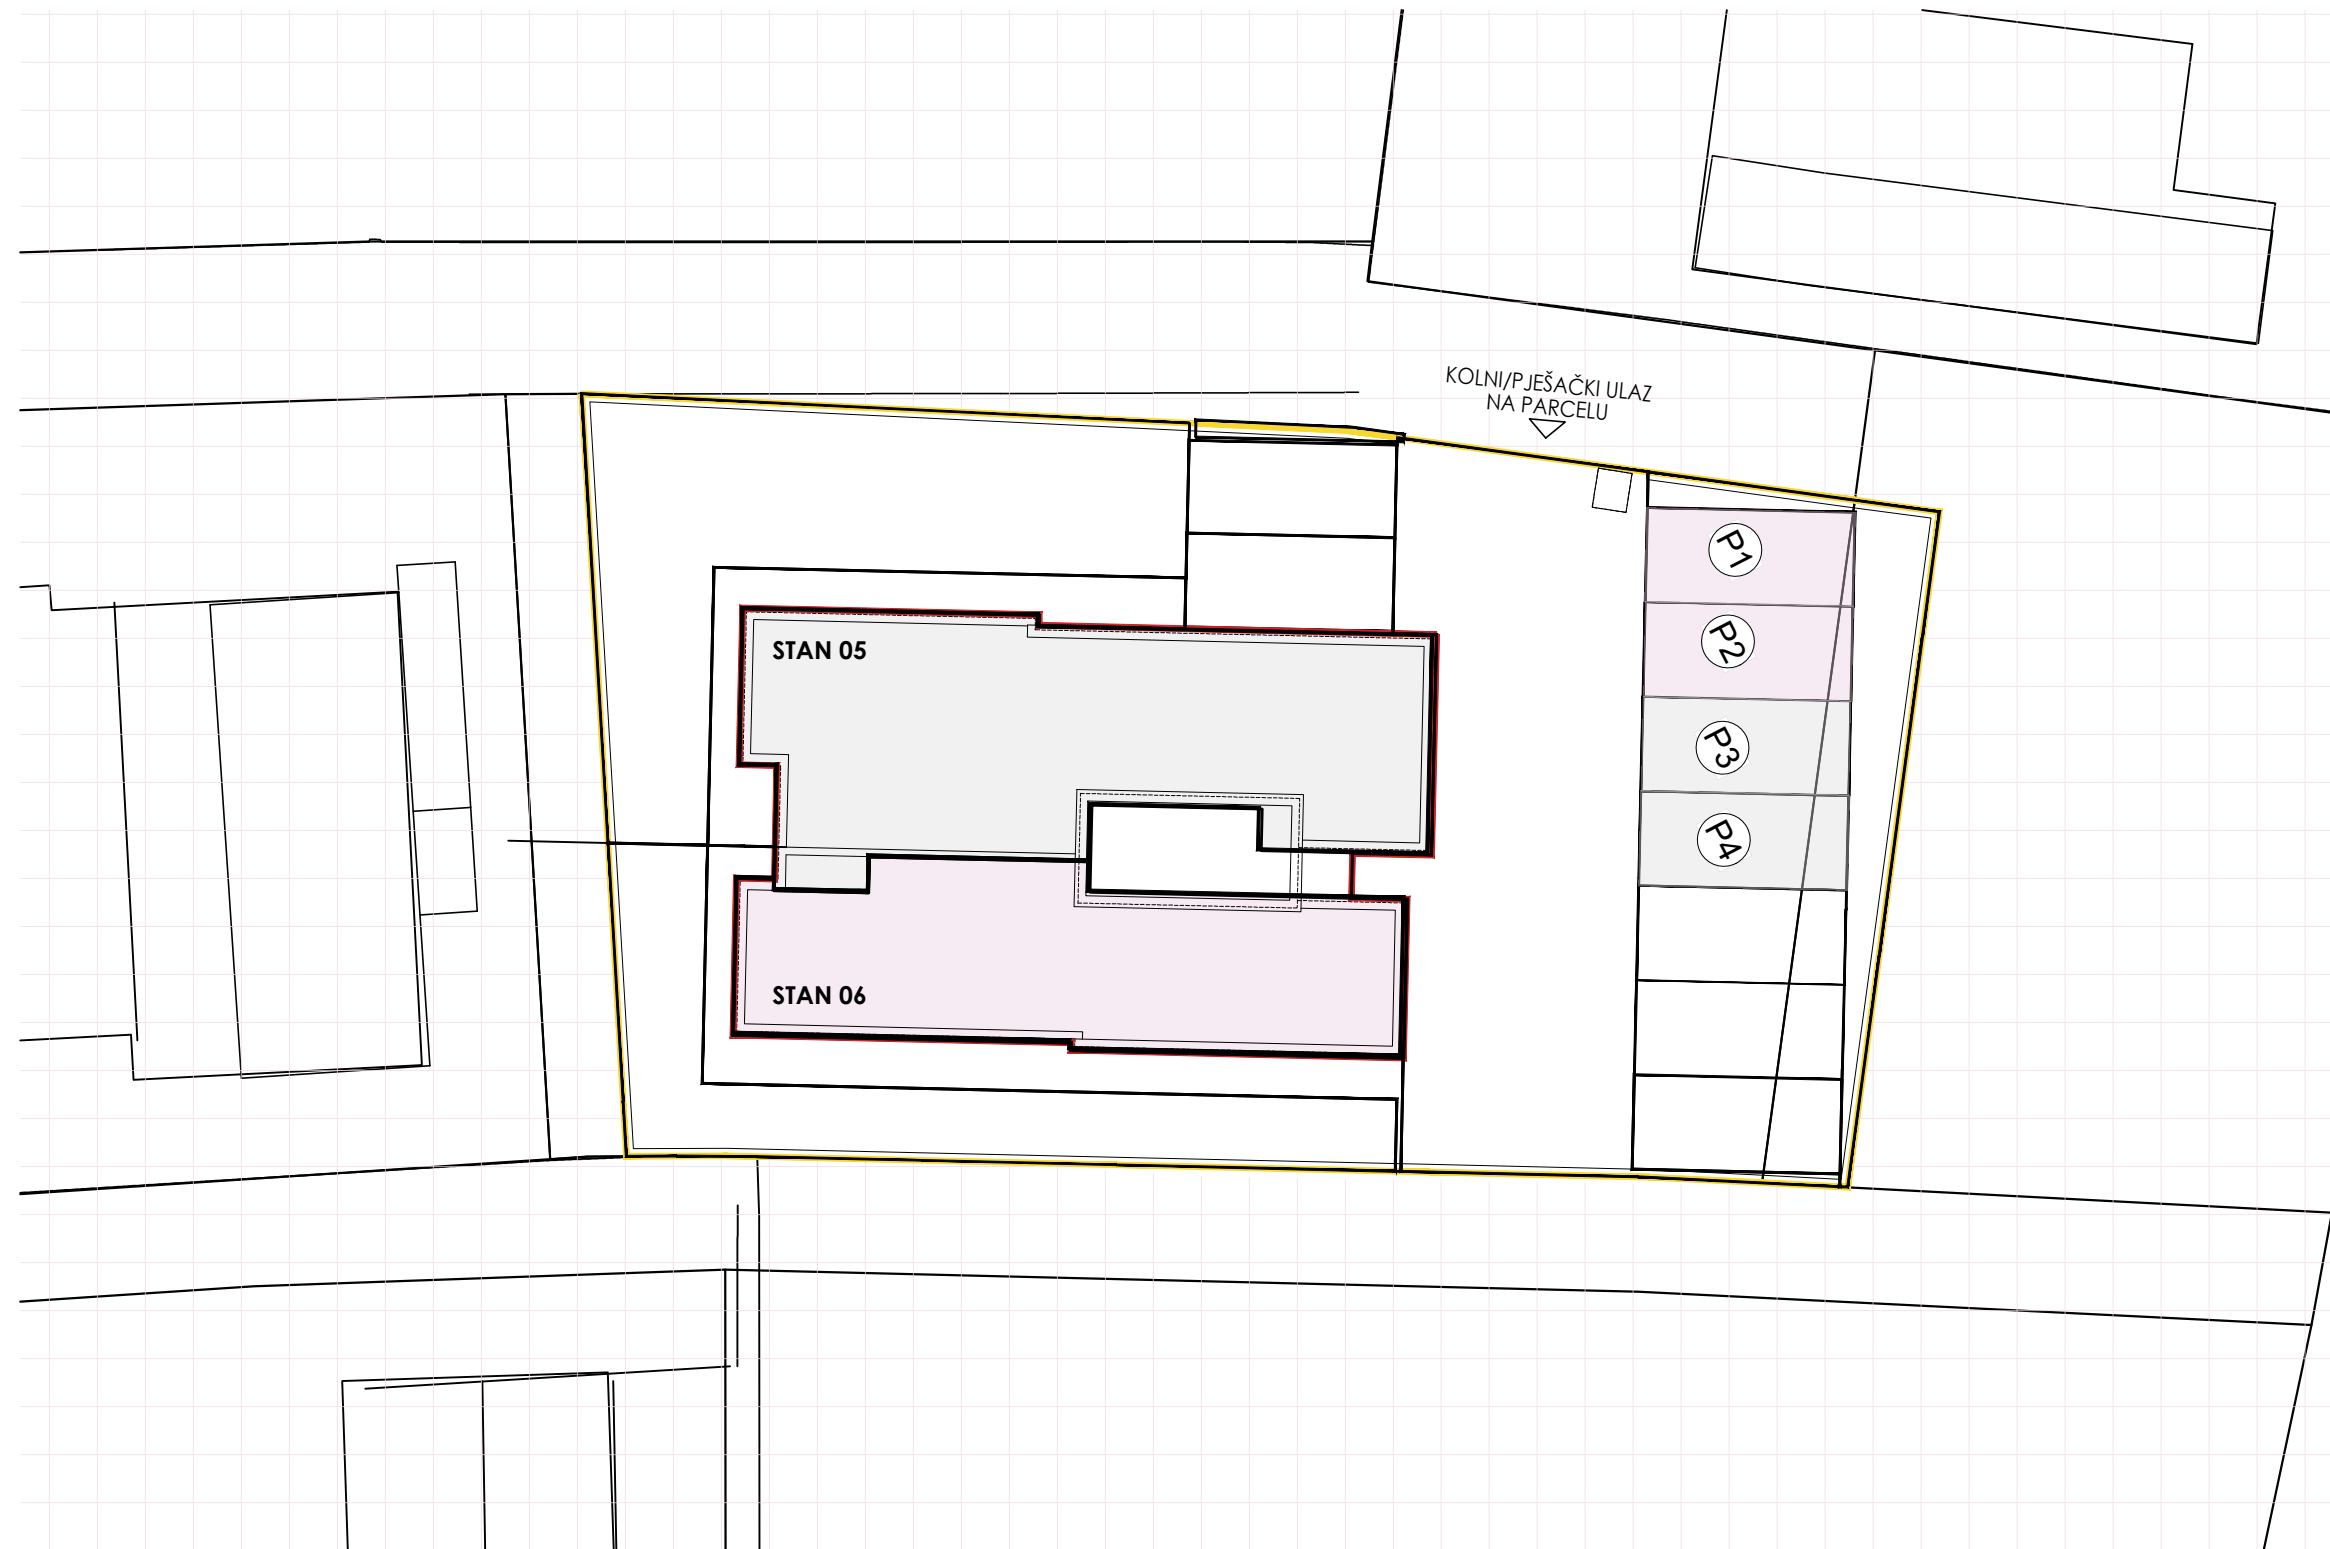 KOLNI/PJEŠAČKI ULAZ
NA PARCELU
P1
P2
STAN 05
P3
P4
STAN 06